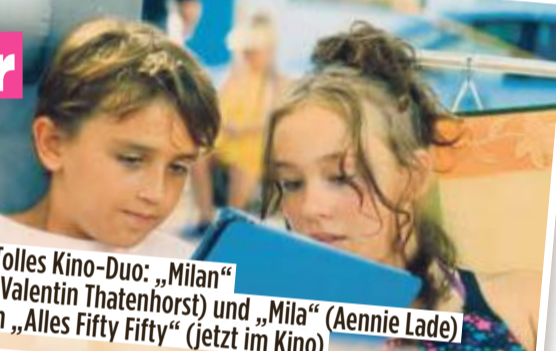 r
Tolles Kino-Duo: „Milan“
Valentin Thatenhorst) und „Mila“ (Aennie Lade)
„Alles Fifty Fifty“ (jetzt im Kino)